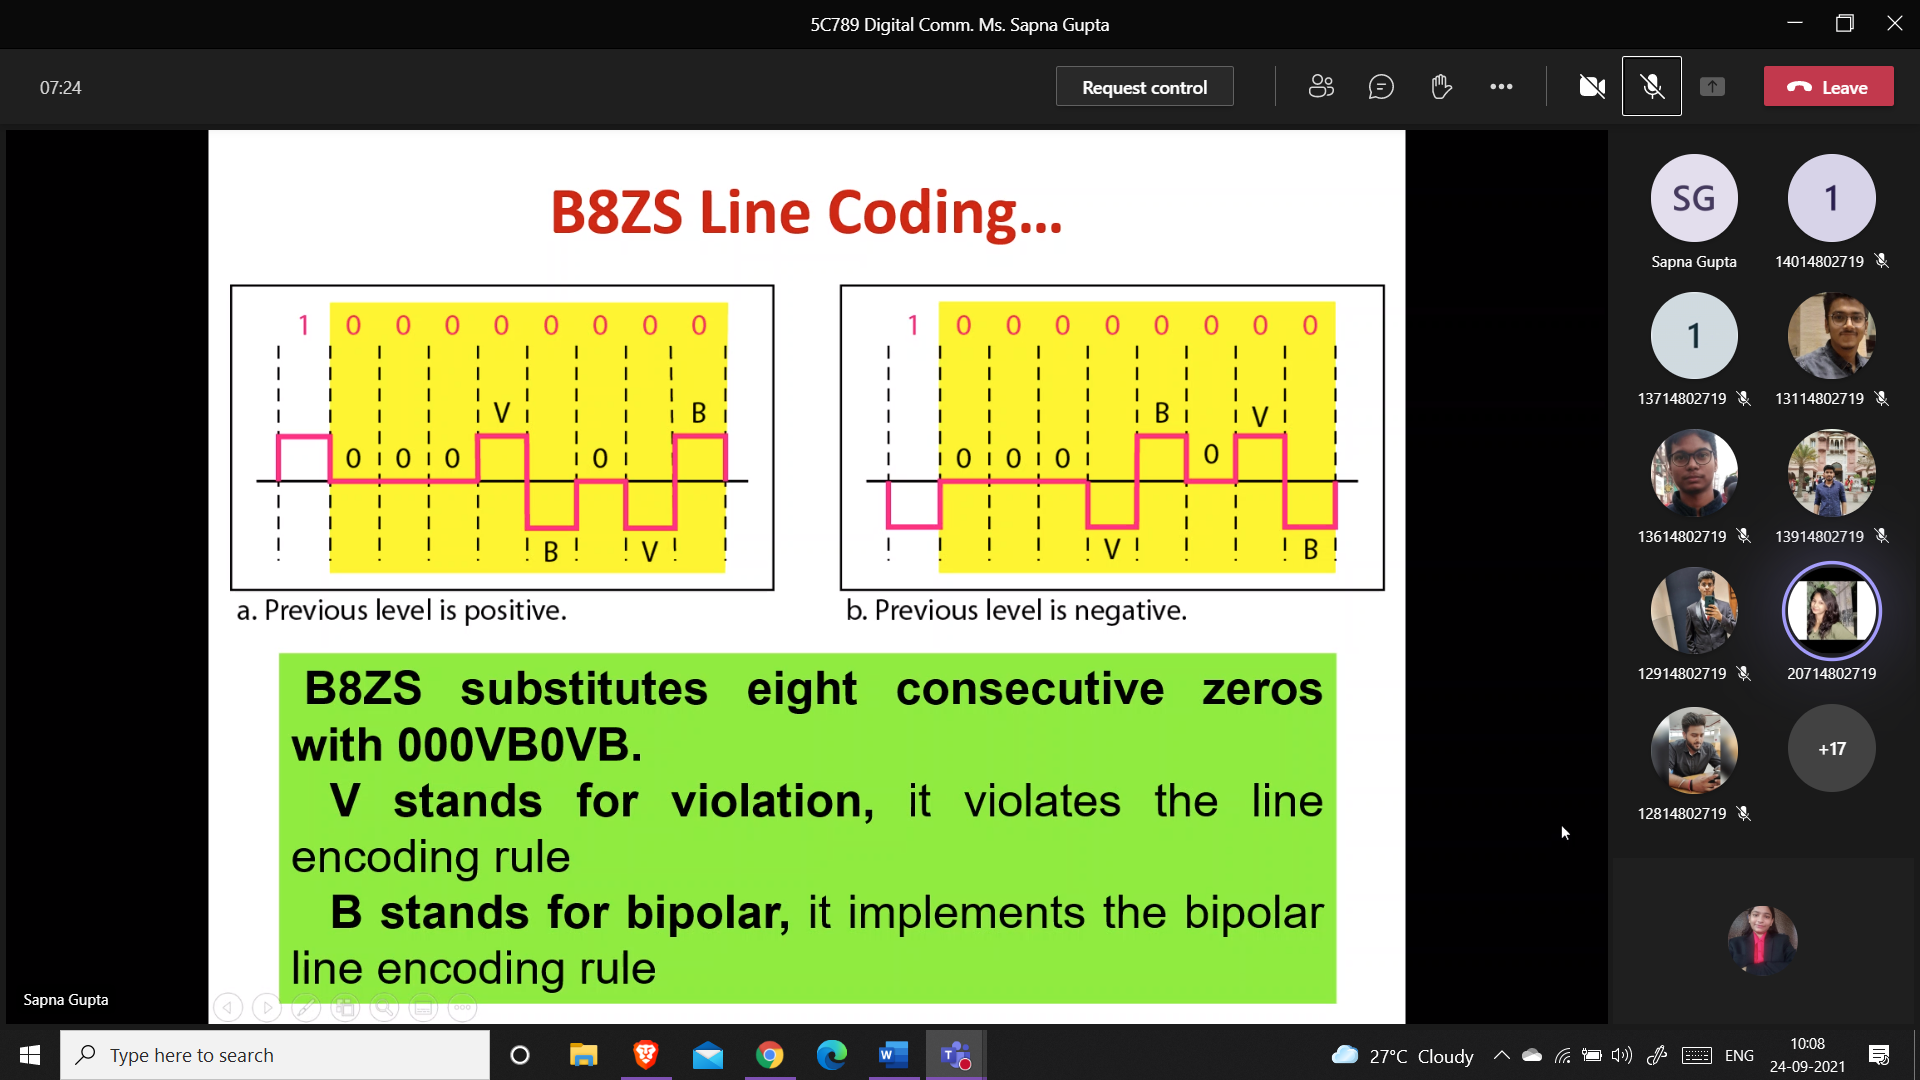 5C789 Digital Comm. Ms. Sapna Gupta
07:24
Request control
Leave
B8ZS Line Coding...
1 0 0 0 0 0 0 0 0
V B
0 0 0 0
B V
a. Previous level is positive.
1 0 0 0 0 0 0 0 0
B V
0 0 0 0
V B
b. Previous level is negative.
B8ZS substitutes eight consecutive zeros
with 000VB0VB.
V stands for violation, it violates the line
encoding rule
B stands for bipolar, it implements the bipolar
line encoding rule
Sapna Gupta
SG
Sapna Gupta
1
14014802719
1
13714802719
13114802719
13614802719
13914802719
12914802719
20714802719
12814802719
+17
Type here to search
27°C Cloudy
ENG
10:08
24-09-2021